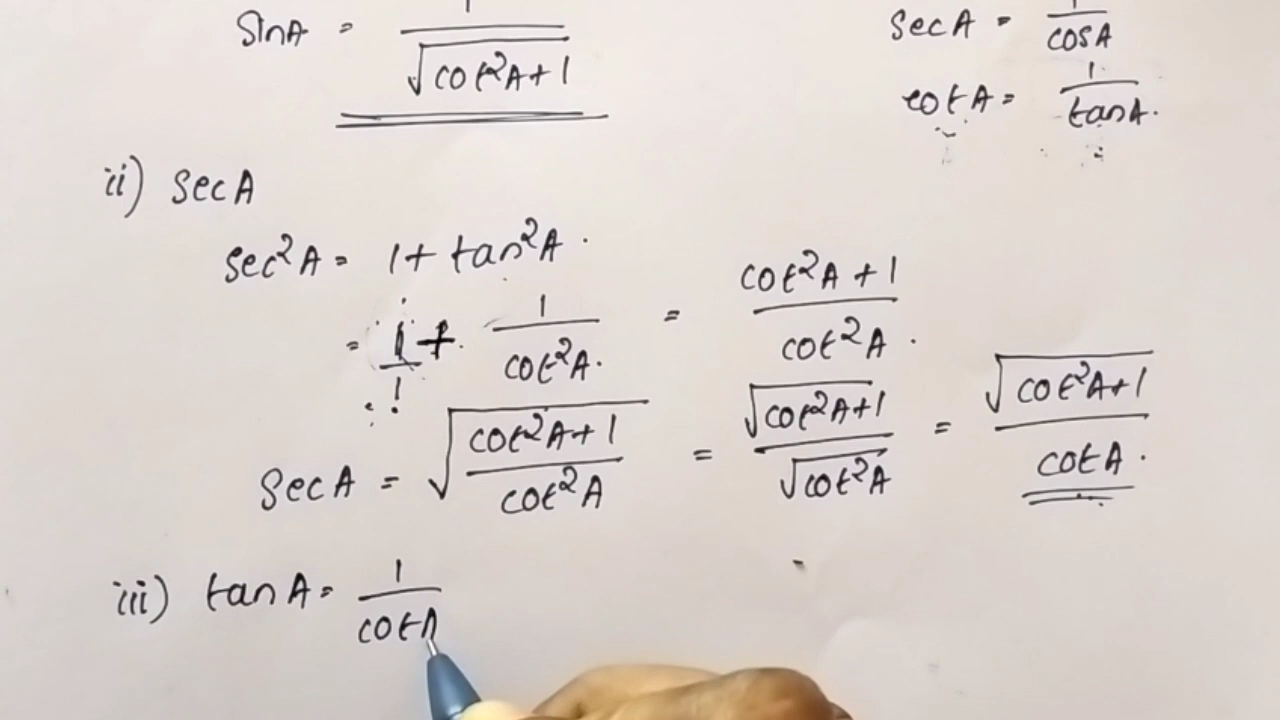 sinA = 1/√(cot²A+1)
secA = 1/cosA
cotA = 1/tanA.
ii) secA
sec²A = 1 + tan²A.
= 1/1 + 1/cot²A. = (cot²A + 1)/cot²A.
secA = √((cot²A + 1)/cot²A) = √(cot²A+1)/√(cot²A) = √(cot²A+1)/cotA.
iii) tanA = 1/cotA